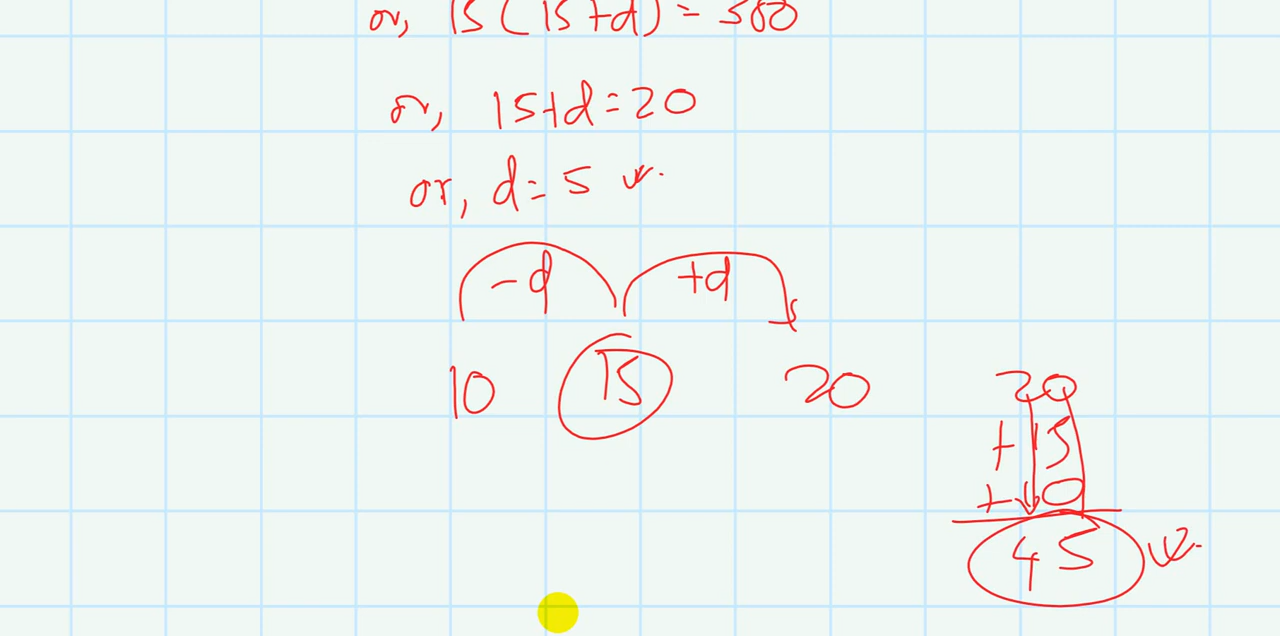 or, 15(15+d) = 300
or, 15+d=20
or, d=5
-d +d
10 15 20
20
+15
+10
45